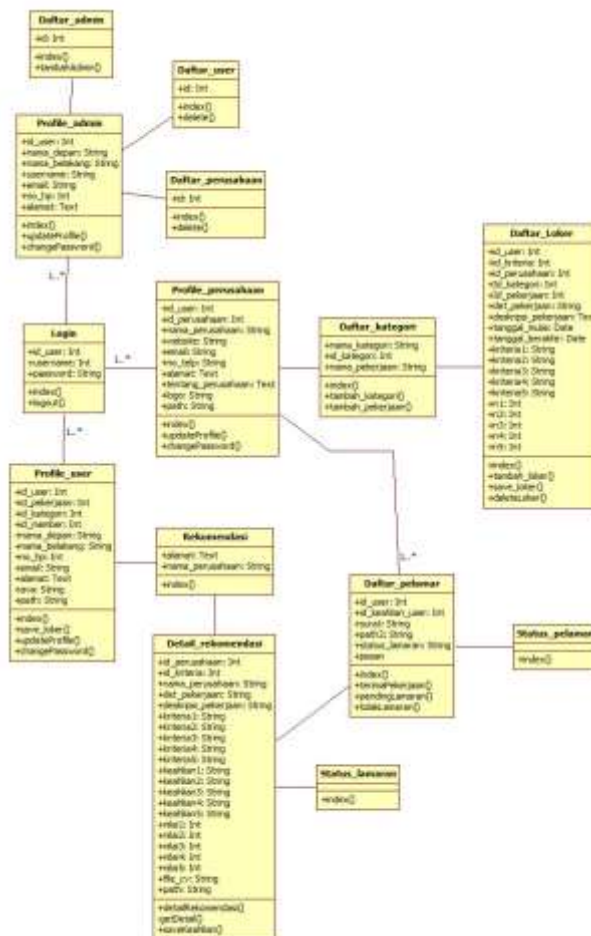 Daftar_admin
+id: Int
+index()
+tambahAdmin()
Daftar_user
+id: Int
+index()
+delete()
Profile_admin
+id_user: Int
+nama_depan: String
+nama_belakang: String
+username: String
+email: String
+no_hp: Int
+alamat: Text
+index()
+updateProfile()
+changePassword()
Daftar_perusahaan
+id: Int
+index()
+delete()
1..*
Login
+id_user: Int
+username: Int
+password: String
+index()
+logout()
1..*
1..*
Profile_perusahaan
+id_user: Int
+id_perusahaan: Int
+nama_perusahaan: String
+website: String
+email: String
+no_telp: String
+alamat: Text
+tentang_perusahaan: Text
+logo: String
+path: String
+index()
+updateProfile()
+changePassword()
Daftar_kategori
+nama_kategori: String
+id_kategori: Int
+nama_pekerjaan: String
+index()
+tambah_kategori()
+tambah_pekerjaan()
Daftar_Loker
+id_user: Int
+id_kriteria: Int
+id_perusahaan: Int
+id_kategori: Int
+id_pekerjaan: Int
+det_pekerjaan: String
+deskripsi_pekerjaan: Text
+tanggal_mulai: Date
+tanggal_berakhir: Date
+kriteria1: String
+kriteria2: String
+kriteria3: String
+kriteria4: String
+kriteria5: String
+index()
+tambah_loker()
+save_loker()
+deleteLoker()
Profile_user
+id_user: Int
+id_pekerjaan: Int
+id_kategori: Int
+id_member: Int
+nama_depan: String
+nama_belakang: String
+no_hp: Int
+email: String
+alamat: Text
+path: String
+index()
+save_loker()
+updateProfile()
+changePassword()
Rekomendasi
+alamat: Text
+nama_perusahaan: String
+index()
1..*
Daftar_pelamar
+id_user: Int
+id_keahlian_user: Int
+surat: String
+path2: String
+status_lamaran: String
+pesan
+index()
+terimaPekerjaan()
+pendingLamaran()
+tolakLamaran()
Status_pelamar
+index()
Detail_rekomendasi
+id_perusahaan: Int
+id_kriteria: Int
+nama_perusahaan: String
+det_pekerjaan: String
+deskripsi_pekerjaan: String
+kriteria1: String
+kriteria2: String
+kriteria3: String
+kriteria4: String
+kriteria5: String
+keahlian1: String
+keahlian2: String
+keahlian3: String
+keahlian4: String
+keahlian5: String
+nilai1: Int
+nilai2: Int
+nilai3: Int
+nilai4: Int
+nilai5: Int
+file_cv: String
+path: String
+detailRekomendasi()
-getDetail()
+saveKeahlian()
Status_lamaran
+index()